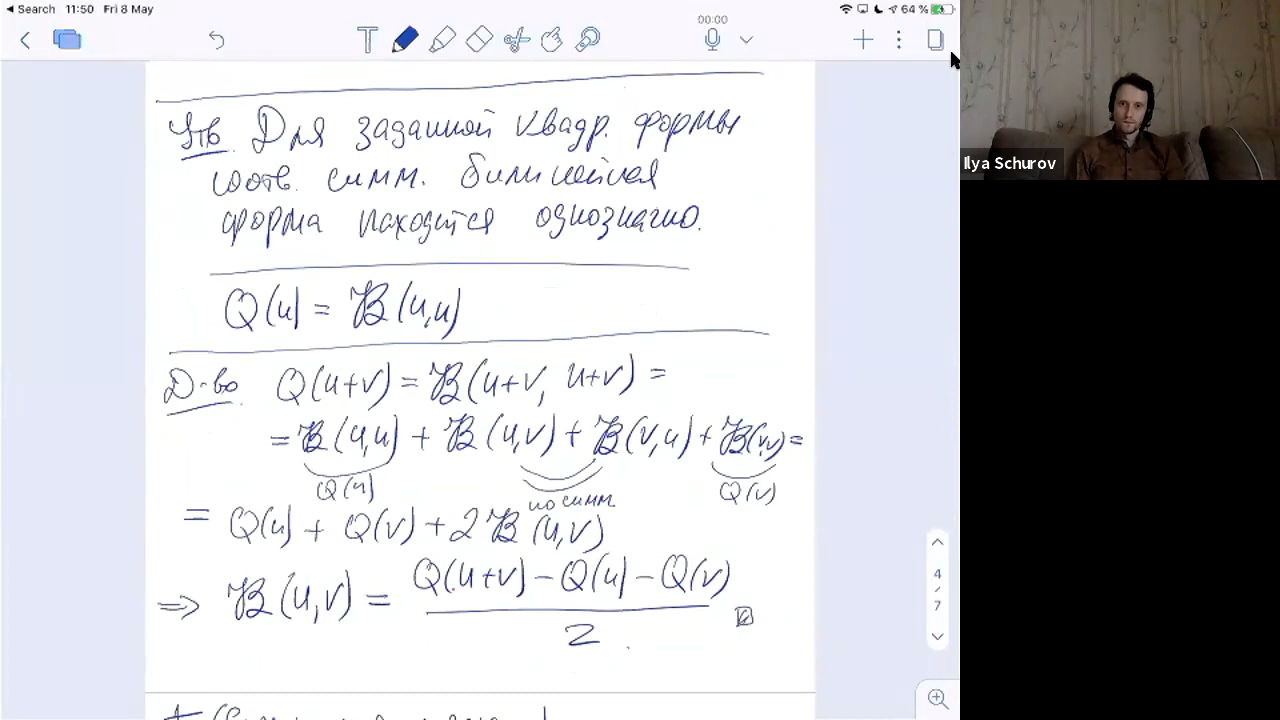 Search 11:50 Fri 8 May
64 %
00:00
Ilya Schurov
Утв. Для заданной квадр. формы
соотв. симм. билинейная
форма находится однозначно.
Q(u) = B(u,u)
Д-во. Q(u+v) = B(u+v, u+v) =
= B(u,u) + B(u,v) + B(v,u) + B(v,v) =
Q(u) по симм Q(v)
= Q(u) + Q(v) + 2B(u,v)
⇒ B(u,v) = Q(u+v) − Q(u) − Q(v)
2
4
/
7